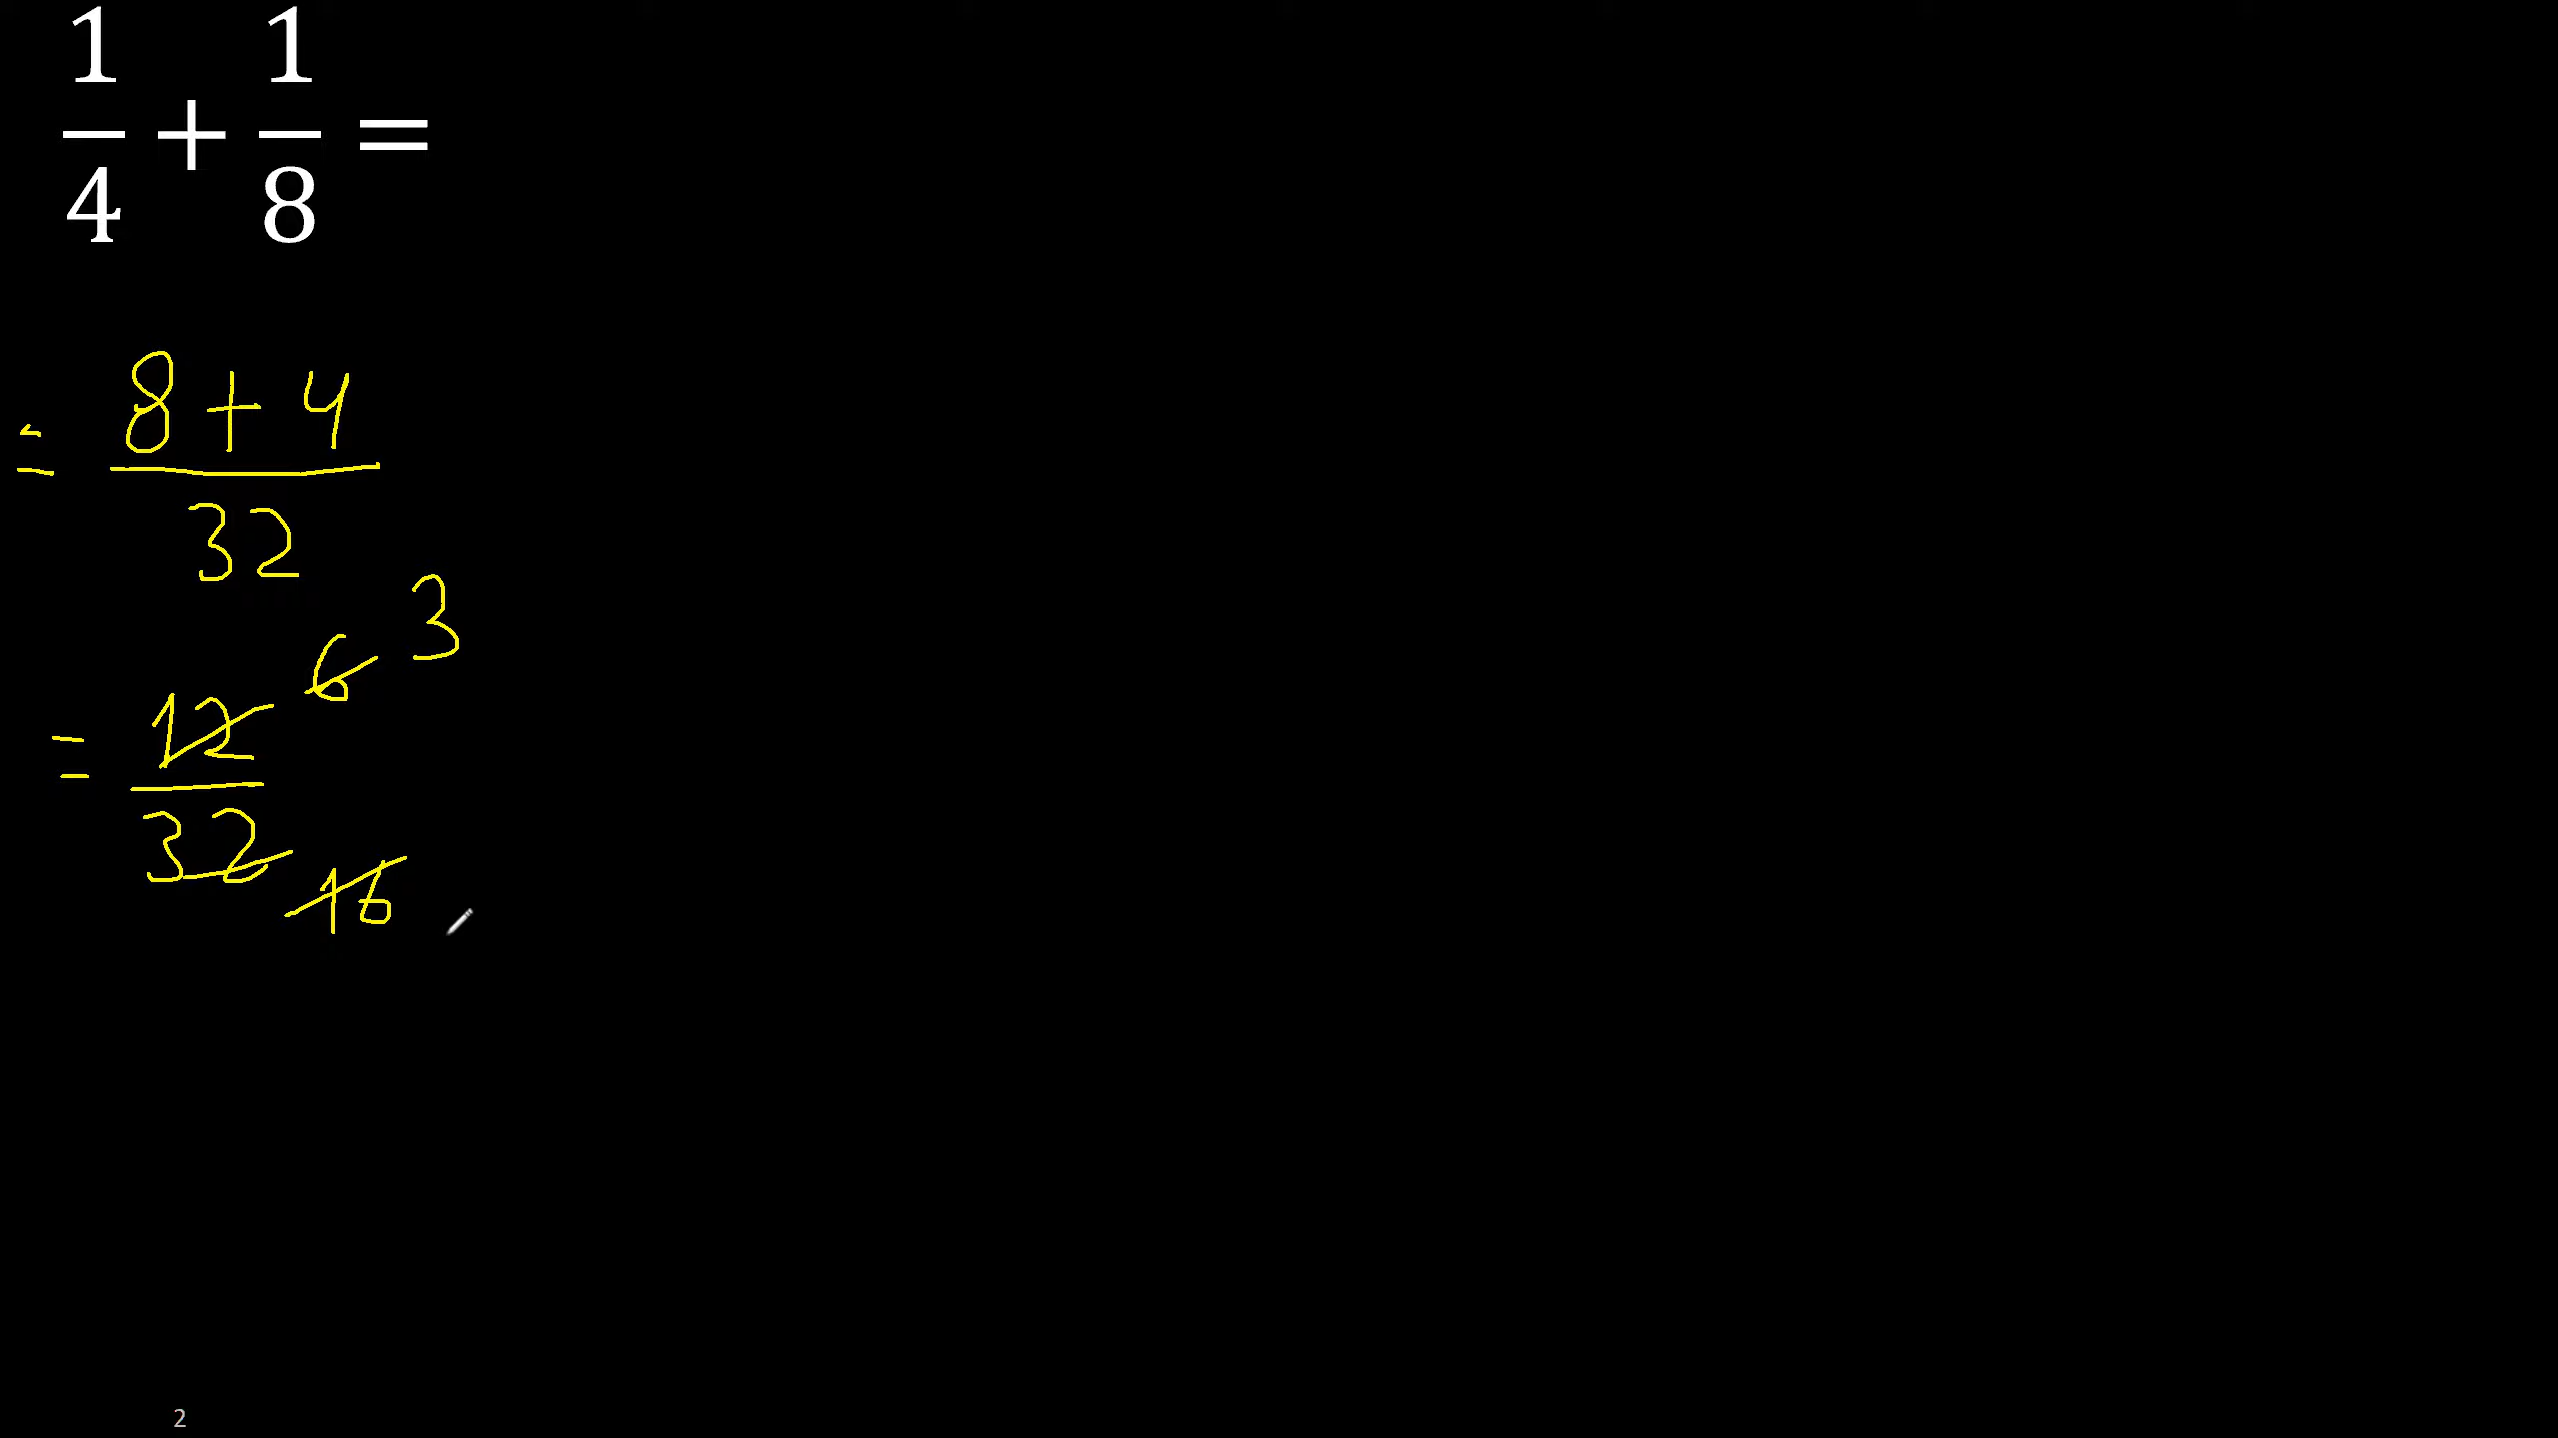 1/4 + 1/8 =
= (8 + 4)/32
= 12/32 6/16 3
2